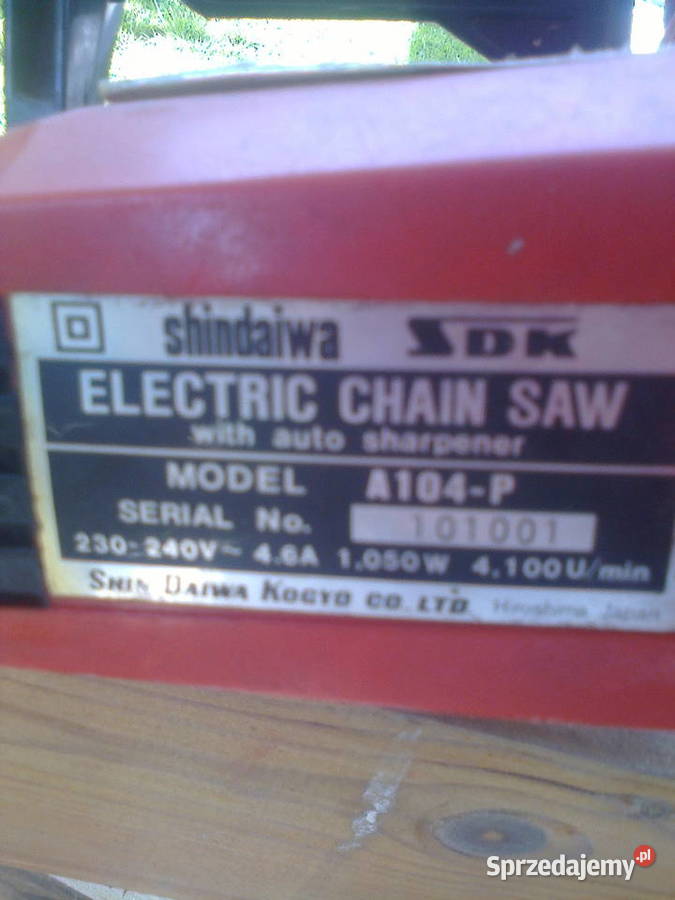 shindaiwa SDK
ELECTRIC CHAIN SAW
with auto sharpener
MODEL A104-P
SERIAL No. 101001
230-240V~ 4.6A 1,050W 4,100U/min
SHIN DAIWA KOGYO CO. LTD. Hiroshima, Japan
Sprzedajemy.pl